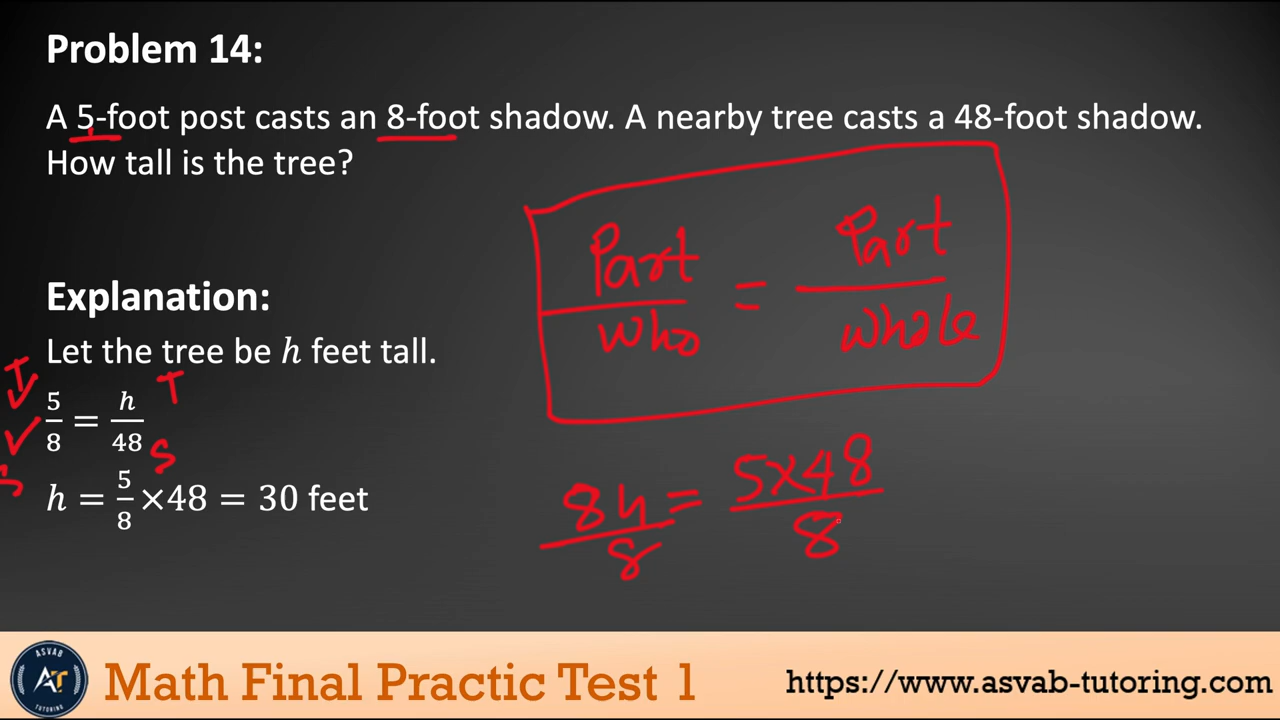 Problem 14:
A 5-foot post casts an 8-foot shadow. A nearby tree casts a 48-foot shadow.
How tall is the tree?
Part/Who = Part/Whole
Explanation:
Let the tree be h feet tall.
T
T
5/8 = h/48
S
S
h = 5/8 ×48 = 30 feet
8h/8 = 5×48/8
ASVAB
AT
TUTORING
Math Final Practic Test 1
https://www.asvab-tutoring.com